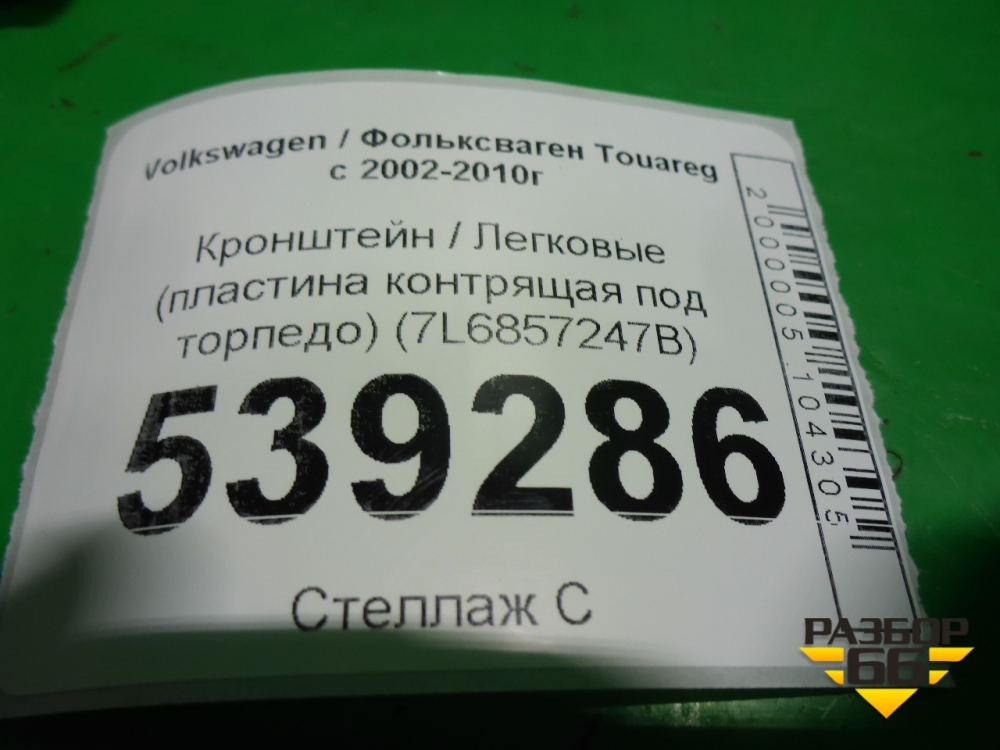 Volkswagen / Фольксваген Touareg
с 2002-2010г
Кронштейн / Легковые
(пластина контрящая под
торпедо) (7L6857247B)
539286
Стеллаж С
2000005104305
РАЗБОР
66